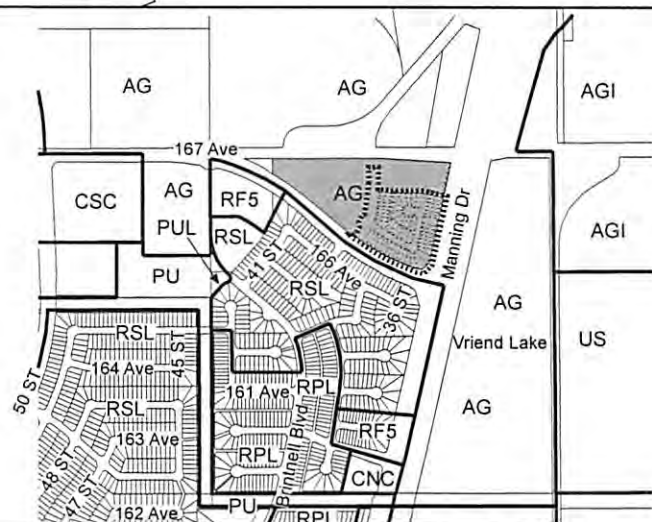 AG
AG
AGI
167 Ave
CSC
AG
RF5
AG
PUL
RSL
Manning Dr
AGI
PU
41 ST
166 Ave
RSL
36 ST
AG
RSL
45 ST
Vriend Lake
US
164 Ave
50 ST
161 Ave
RPL
RSL
AG
163 Ave
RF5
48 ST
RPL
Brintnell Blvd
47 ST
CNC
162 Ave
PU
RPL